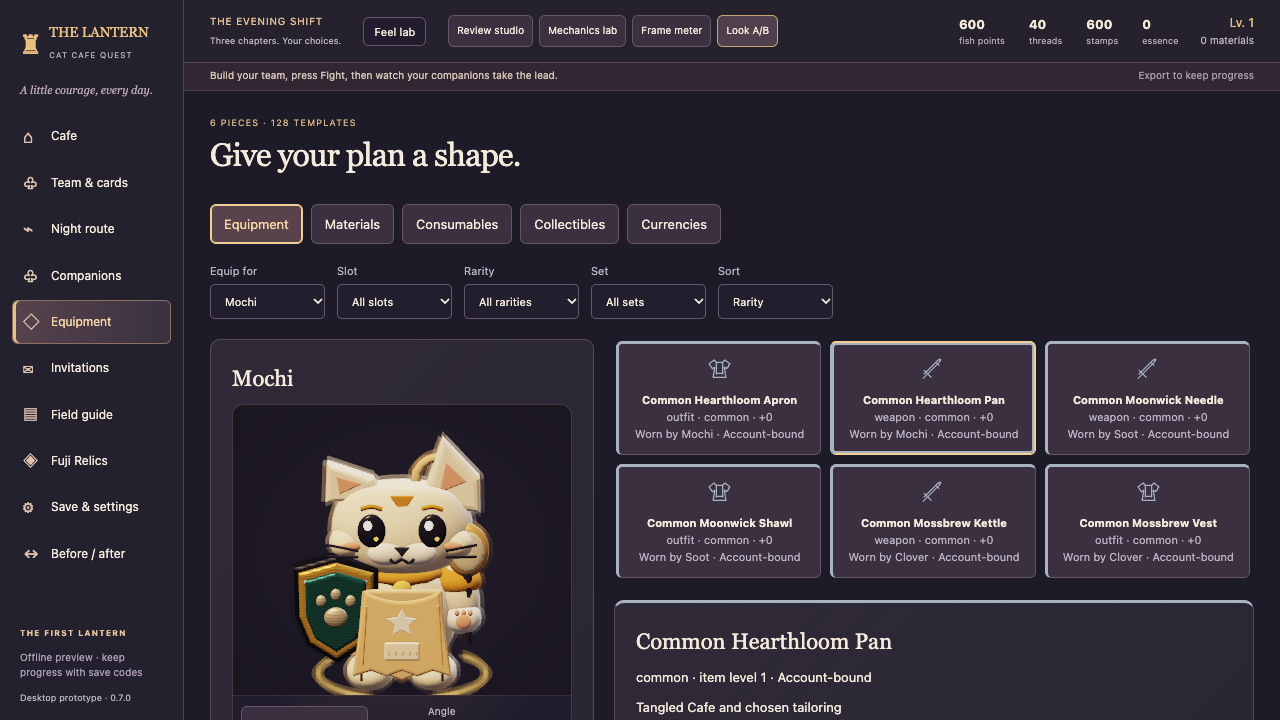 THE LANTERN
CAT CAFE QUEST
A little courage, every day.
Cafe
Team & cards
Night route
Companions
Equipment
Invitations
Field guide
Fuji Relics
Save & settings
Before / after
THE FIRST LANTERN
Offline preview · keep
progress with save codes
Desktop prototype · 0.7.0
THE EVENING SHIFT
Three chapters. Your choices.
Feel lab
Review studio
Mechanics lab
Frame meter
Look A/B
600
fish points
40
threads
600
stamps
0
essence
Lv. 1
0 materials
Build your team, press Fight, then watch your companions take the lead.
Export to keep progress
6 PIECES · 128 TEMPLATES
Give your plan a shape.
Equipment
Materials
Consumables
Collectibles
Currencies
Equip for
Slot
Rarity
Set
Sort
Mochi
All slots
All rarities
All sets
Rarity
Mochi
Angle
Common Hearthloom Apron
outfit · common · +0
Worn by Mochi · Account-bound
Common Hearthloom Pan
weapon · common · +0
Worn by Mochi · Account-bound
Common Moonwick Needle
weapon · common · +0
Worn by Soot · Account-bound
Common Moonwick Shawl
outfit · common · +0
Worn by Soot · Account-bound
Common Mossbrew Kettle
weapon · common · +0
Worn by Clover · Account-bound
Common Mossbrew Vest
outfit · common · +0
Worn by Clover · Account-bound
Common Hearthloom Pan
common · item level 1 · Account-bound
Tangled Cafe and chosen tailoring